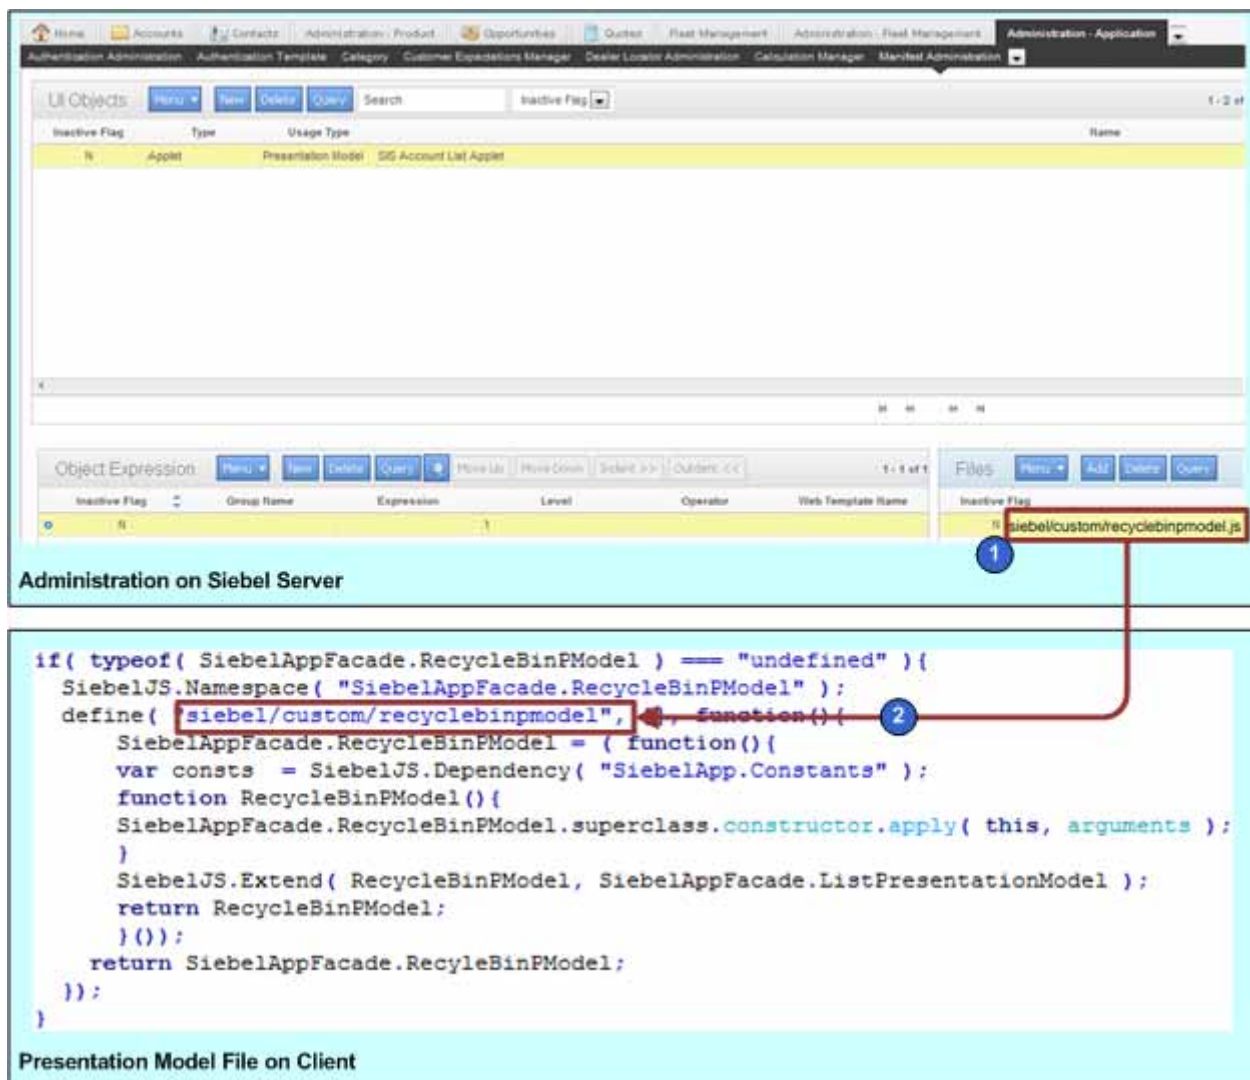 Home Accounts Contacts Administration - Product Opportunities Quotes Fleet Management Administration - Fleet Management Administration - Application
Authentication Administration Authentication Template Category Customer Expectations Manager Dealer Locator Administration Calculation Manager Manifest Administration
UI Objects Menu New Delete Query Search Inactive Flag 1 - 2 of
Inactive Flag Type Usage Type Name
N Applet Presentation Model SIS Account List Applet
Object Expression Menu New Delete Query Move Up Move Down Indent >> Outdent << 1 - 1 of 1 Files Menu Add Delete Query
Inactive Flag Group Name Expression Level Operator Web Template Name Inactive Flag
N 1 N siebel/custom/recyclebinpmodel.js
1
Administration on Siebel Server
if( typeof( SiebelAppFacade.RecycleBinPModel ) === "undefined" ){
SiebelJS.Namespace( "SiebelAppFacade.RecycleBinPModel" );
define( "siebel/custom/recyclebinpmodel", function(){
2
SiebelAppFacade.RecycleBinPModel = ( function(){
var consts = SiebelJS.Dependency( "SiebelApp.Constants" );
function RecycleBinPModel(){
SiebelAppFacade.RecycleBinPModel.superclass.constructor.apply( this, arguments );
}
SiebelJS.Extend( RecycleBinPModel, SiebelAppFacade.ListPresentationModel );
return RecycleBinPModel;
}());
return SiebelAppFacade.RecyleBinPModel;
});
}
Presentation Model File on Client